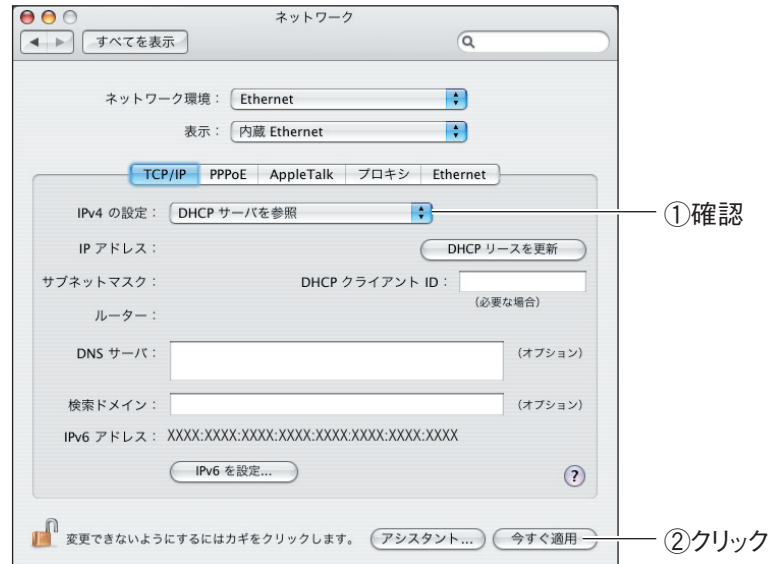 ネットワーク
すべてを表示
ネットワーク環境： Ethernet
表示： 内蔵 Ethernet
TCP/IP PPPoE AppleTalk プロキシ Ethernet
IPv4 の設定： DHCP サーバを参照
①確認
IP アドレス： DHCP リースを更新
サブネットマスク： DHCP クライアント ID：
(必要な場合)
ルーター：
DNS サーバ： (オプション)
検索ドメイン： (オプション)
IPv6 アドレス： XXXX:XXXX:XXXX:XXXX:XXXX:XXXX:XXXX:XXXX
IPv6 を設定... ?
変更できないようにするにはカギをクリックします。 アシスタント... 今すぐ適用
②クリック